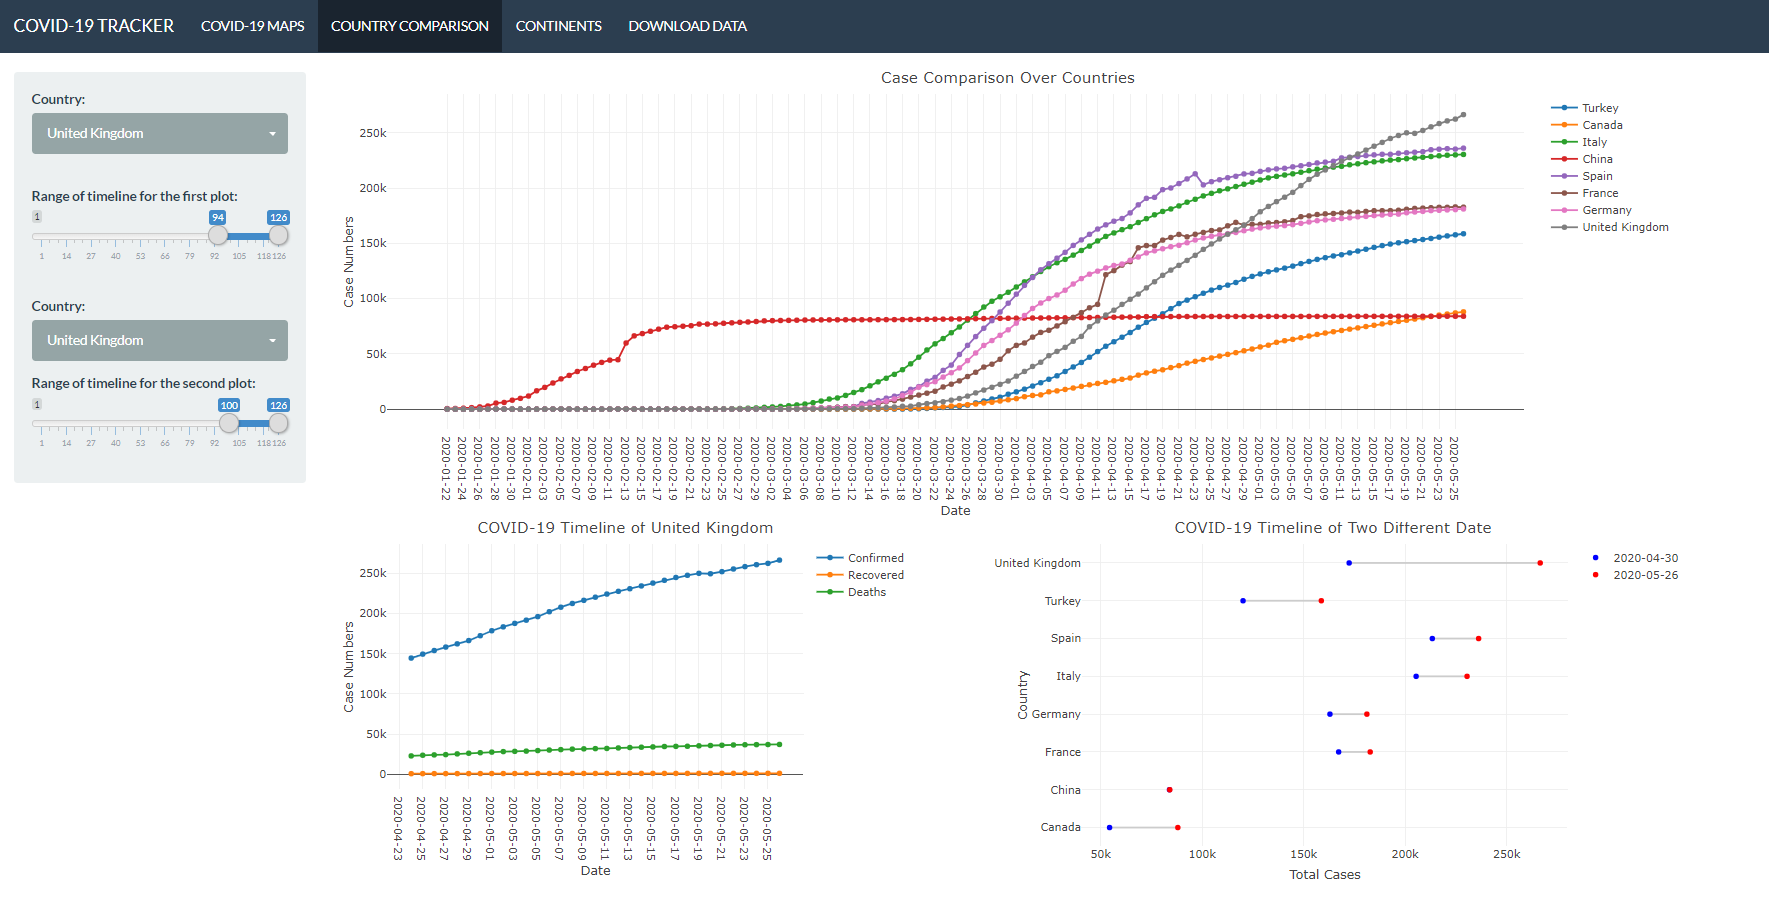 COVID-19 TRACKER COVID-19 MAPS COUNTRY COMPARISON CONTINENTS DOWNLOAD DATA
Country:
United Kingdom
Range of timeline for the first plot:
1 94 126
1 14 27 40 53 66 79 92 105 118 126
Country:
United Kingdom
Range of timeline for the second plot:
1 100 126
1 14 27 40 53 66 79 92 105 118 126
Case Comparison Over Countries
Case Numbers
250k
200k
150k
100k
50k
0
2020-01-22 2020-01-24 2020-01-26 2020-01-28 2020-01-30 2020-02-01 2020-02-03 2020-02-05 2020-02-07 2020-02-09 2020-02-11 2020-02-13 2020-02-15 2020-02-17 2020-02-19 2020-02-21 2020-02-23 2020-02-25 2020-02-27 2020-02-29 2020-03-02 2020-03-04 2020-03-06 2020-03-08 2020-03-10 2020-03-12 2020-03-14 2020-03-16 2020-03-18 2020-03-20 2020-03-22 2020-03-24 2020-03-26 2020-03-28 2020-03-30 2020-04-01 2020-04-03 2020-04-05 2020-04-07 2020-04-09 2020-04-11 2020-04-13 2020-04-15 2020-04-17 2020-04-19 2020-04-21 2020-04-23 2020-04-25 2020-04-27 2020-04-29 2020-05-01 2020-05-03 2020-05-05 2020-05-07 2020-05-09 2020-05-11 2020-05-13 2020-05-15 2020-05-17 2020-05-19 2020-05-21 2020-05-23 2020-05-25
Date
Turkey
Canada
Italy
China
Spain
France
Germany
United Kingdom
COVID-19 Timeline of United Kingdom
Case Numbers
250k
200k
150k
100k
50k
0
2020-04-23 2020-04-25 2020-04-27 2020-04-29 2020-05-01 2020-05-03 2020-05-05 2020-05-07 2020-05-09 2020-05-11 2020-05-13 2020-05-15 2020-05-17 2020-05-19 2020-05-21 2020-05-23 2020-05-25
Date
Confirmed
Recovered
Deaths
COVID-19 Timeline of Two Different Date
Country
United Kingdom
Turkey
Spain
Italy
Germany
France
China
Canada
50k 100k 150k 200k 250k
Total Cases
2020-04-30
2020-05-26